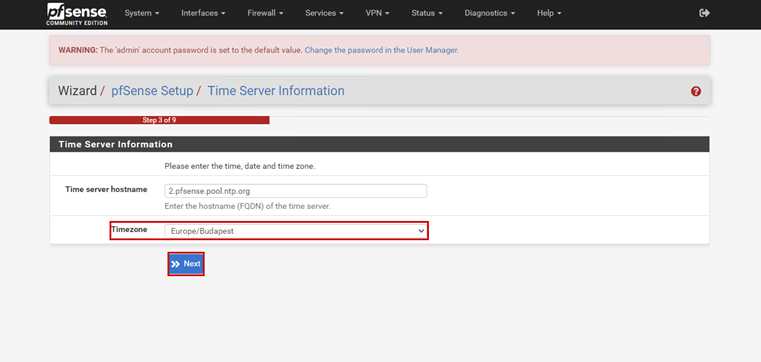 pfsense
COMMUNITY EDITION
System Interfaces Firewall Services VPN Status Diagnostics Help
WARNING: The 'admin' account password is set to the default value. Change the password in the User Manager.
Wizard / pfSense Setup / Time Server Information
Step 3 of 9
Time Server Information
Please enter the time, date and time zone.
Time server hostname 2.pfsense.pool.ntp.org
Enter the hostname (FQDN) of the time server.
Timezone Europe/Budapest
Next